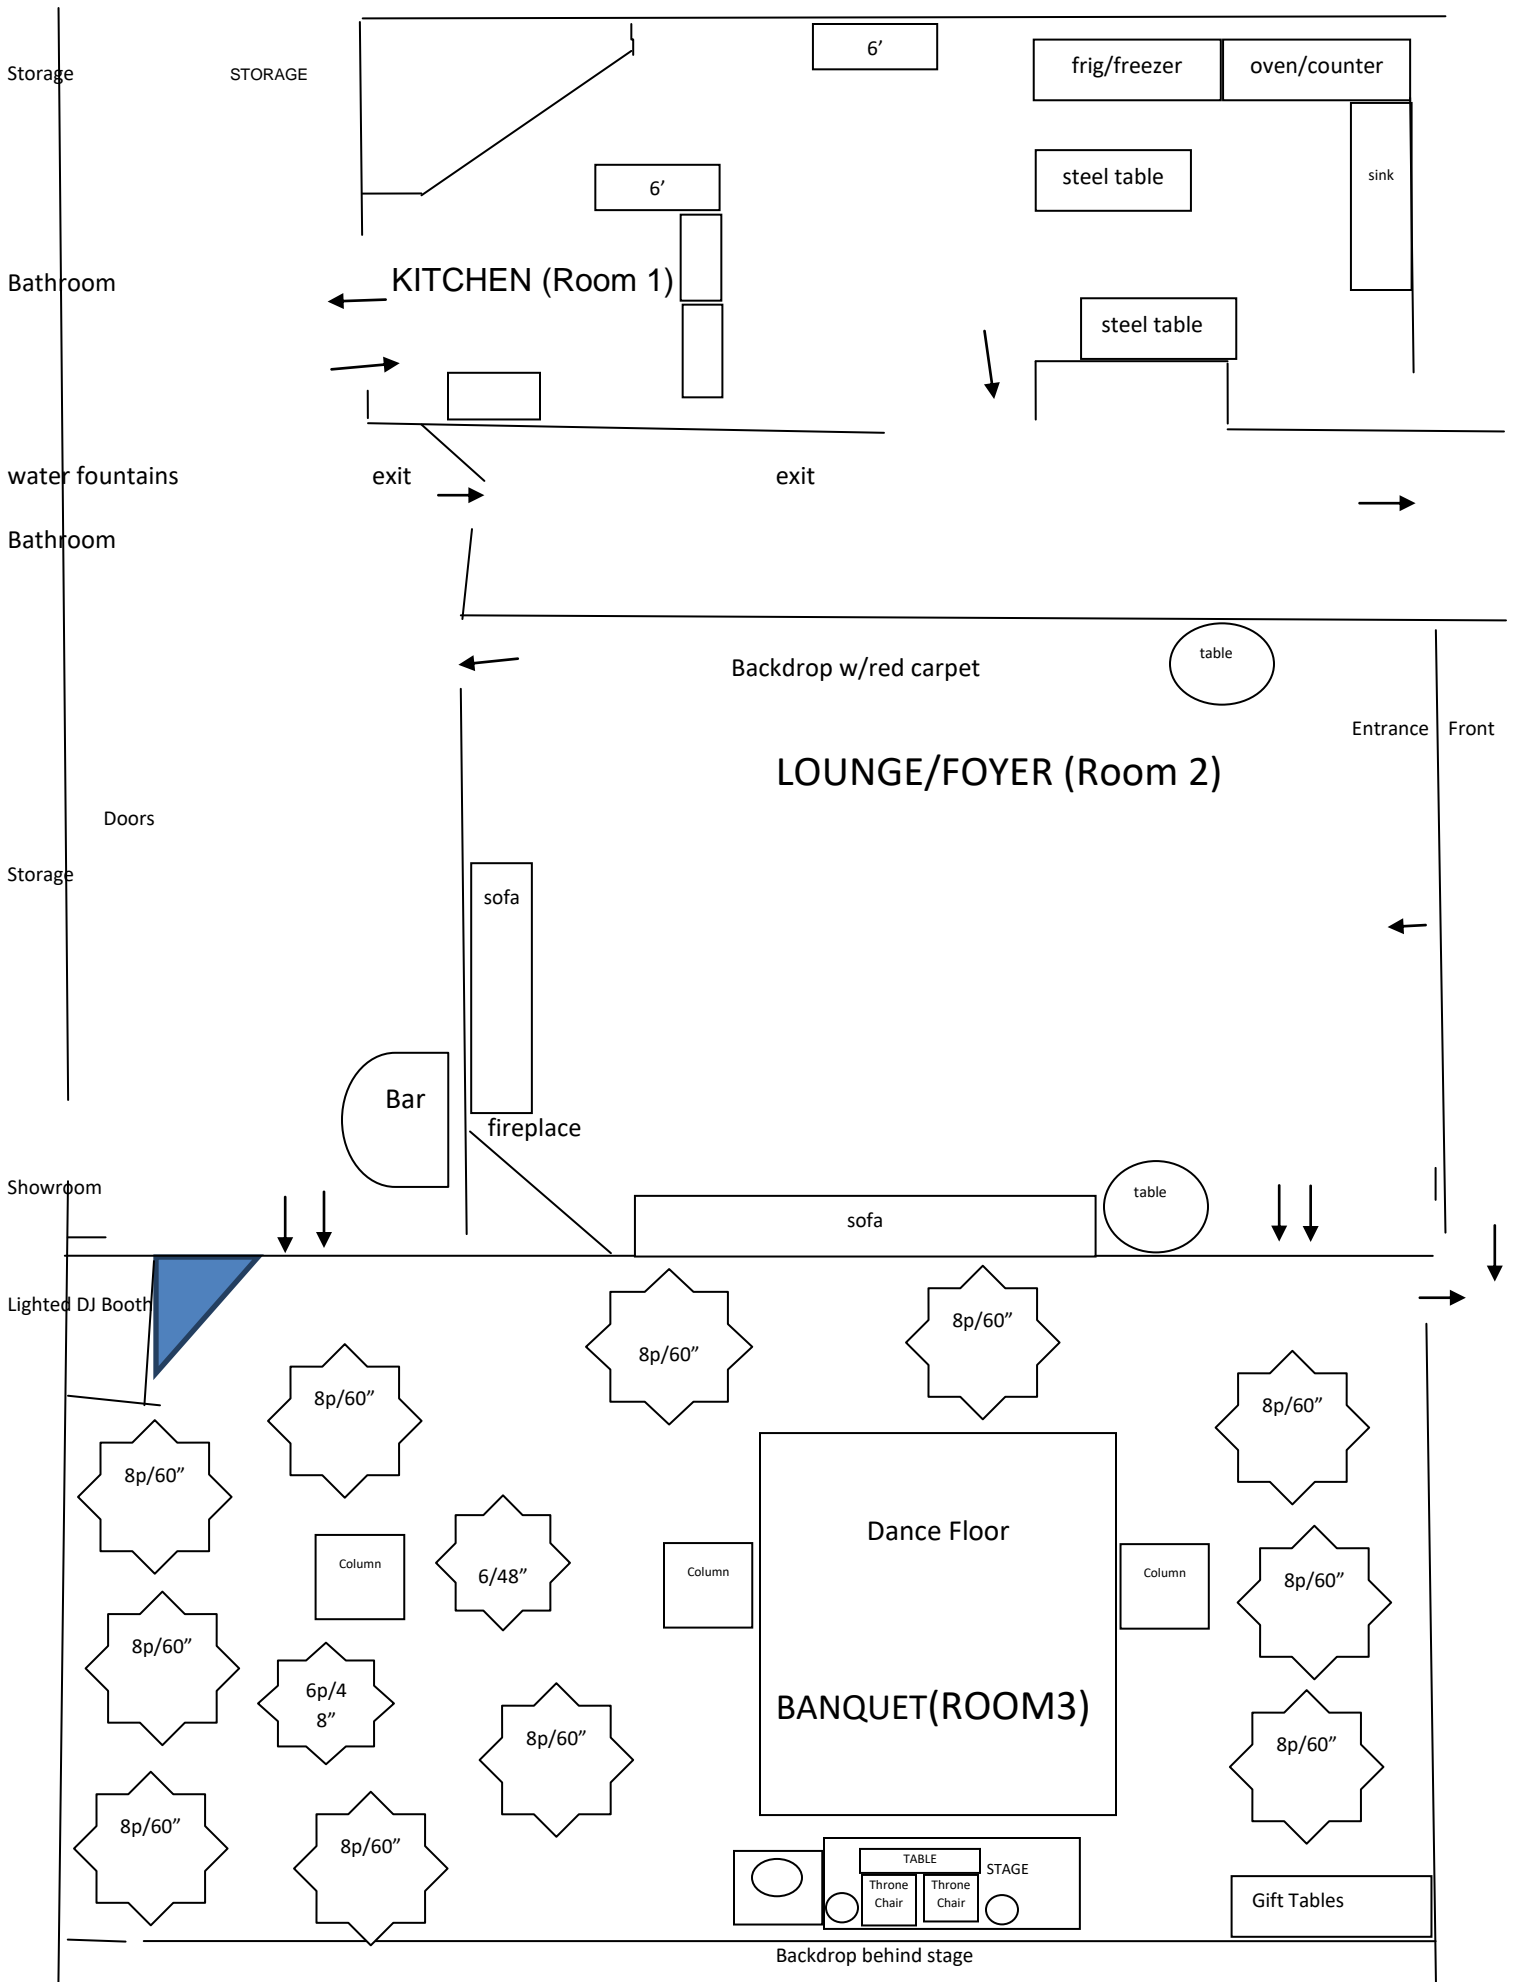 6’
frig/freezer
oven/counter
Storage
STORAGE
steel table
sink
6’
Bathroom
KITCHEN (Room 1)
steel table
water fountains
exit
exit
Bathroom
Backdrop w/red carpet
table
Entrance
Front
LOUNGE/FOYER (Room 2)
Doors
Storage
sofa
Bar
fireplace
Showroom
sofa
table
Lighted DJ Booth
8p/60”
8p/60”
8p/60”
8p/60”
8p/60”
Dance Floor
Column
6/48”
Column
Column
8p/60”
8p/60”
6p/4
8”
BANQUET(ROOM3)
8p/60”
8p/60”
8p/60”
8p/60”
TABLE
STAGE
Throne
Chair
Throne
Chair
Gift Tables
Backdrop behind stage